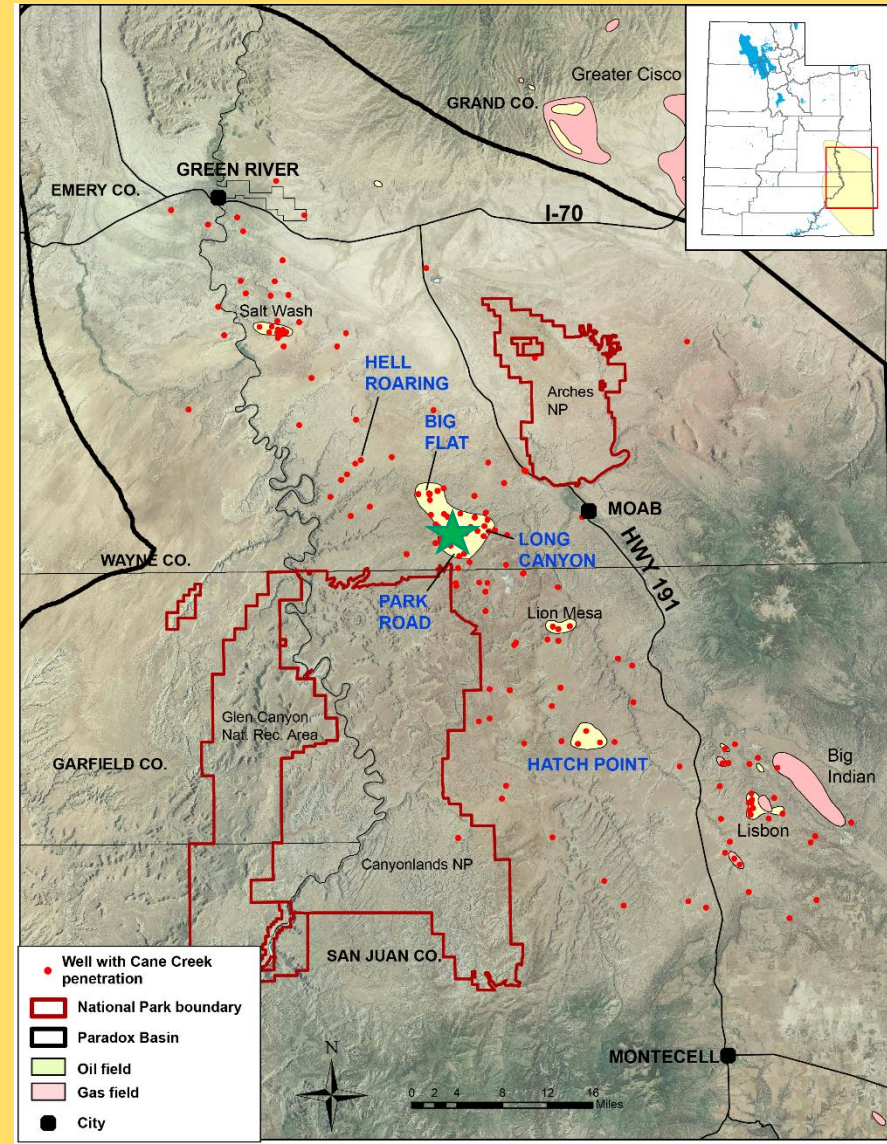 Greater Cisco
GRAND CO.
GREEN RIVER
EMERY CO.
I-70
Salt Wash
HELL
ROARING
BIG
FLAT
Arches
NP
MOAB
LONG
CANYON
HWY 191
WAYNE CO.
PARK
ROAD
Lion Mesa
Glen Canyon
Nat. Rec. Area
GARFIELD CO.
HATCH POINT
Big
Indian
Lisbon
Canyonlands NP
SAN JUAN CO.
Well with Cane Creek
penetration
National Park boundary
Paradox Basin
Oil field
Gas field
City
N
0 2 4 8 12 16
Miles
MONTECELL